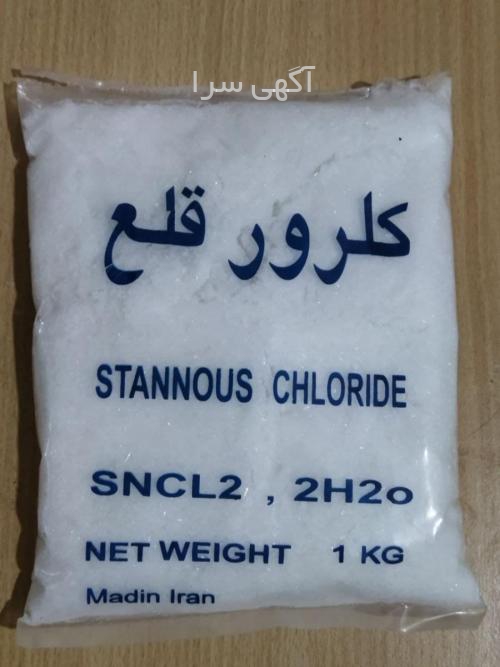 آگهی سرا
کلرور قلع
STANNOUS CHLORIDE
SNCL2 , 2H2o
NET WEIGHT 1 KG
Madin Iran